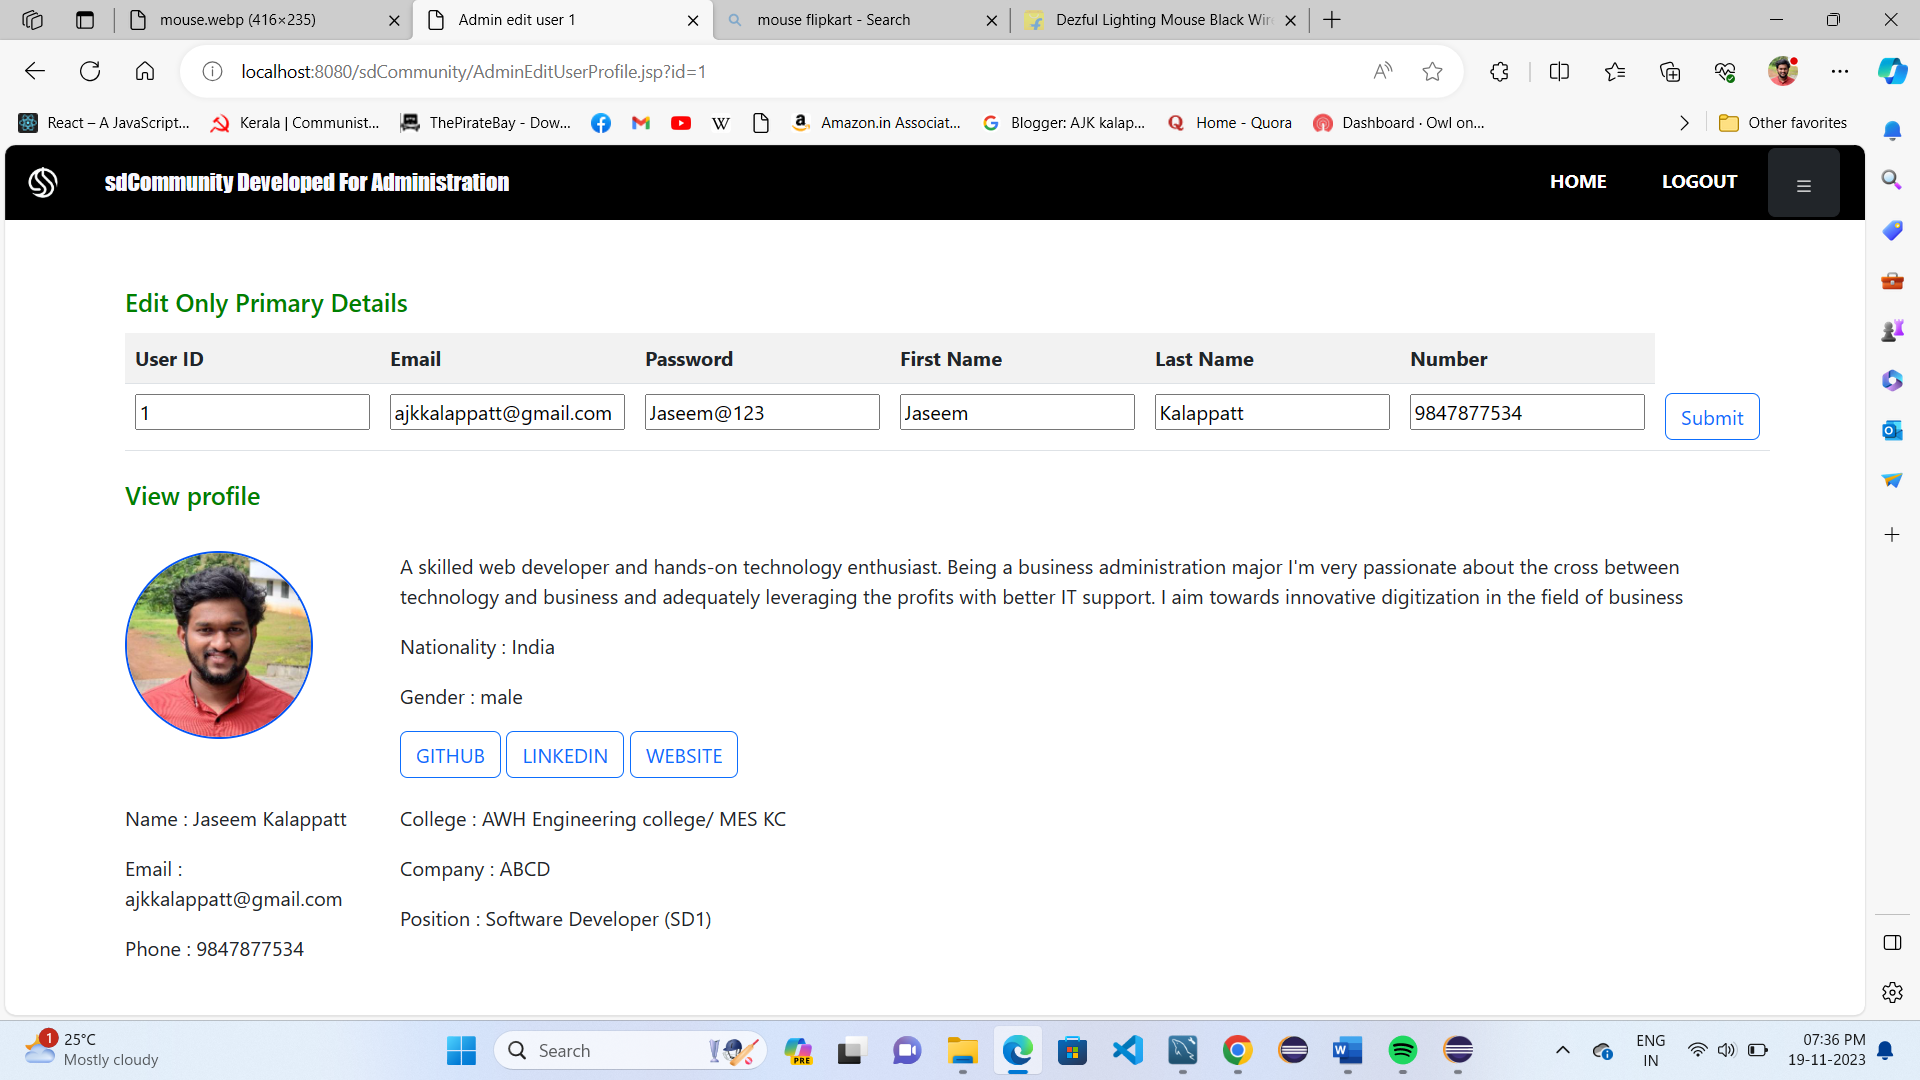 mouse.webp (416×235)
Admin edit user 1
mouse flipkart - Search
Dezful Lighting Mouse Black Wir
localhost:8080/sdCommunity/AdminEditUserProfile.jsp?id=1
React – A JavaScript...
Kerala | Communist...
ThePirateBay - Dow...
Amazon.in Associat...
Blogger: AJK kalap...
Home - Quora
Dashboard · Owl on...
Other favorites
sdCommunity Developed For Administration
HOME
LOGOUT
Edit Only Primary Details
User ID Email Password First Name Last Name Number
1 ajkkalappatt@gmail.com Jaseem@123 Jaseem Kalappatt 9847877534 Submit
View profile
A skilled web developer and hands-on technology enthusiast. Being a business administration major I'm very passionate about the cross between
technology and business and adequately leveraging the profits with better IT support. I aim towards innovative digitization in the field of business
Nationality : India
Gender : male
GITHUB LINKEDIN WEBSITE
Name : Jaseem Kalappatt
Email :
ajkkalappatt@gmail.com
Phone : 9847877534
College : AWH Engineering college/ MES KC
Company : ABCD
Position : Software Developer (SD1)
1
25°C
Mostly cloudy
Search
PRE
ENG
IN
07:36 PM
19-11-2023